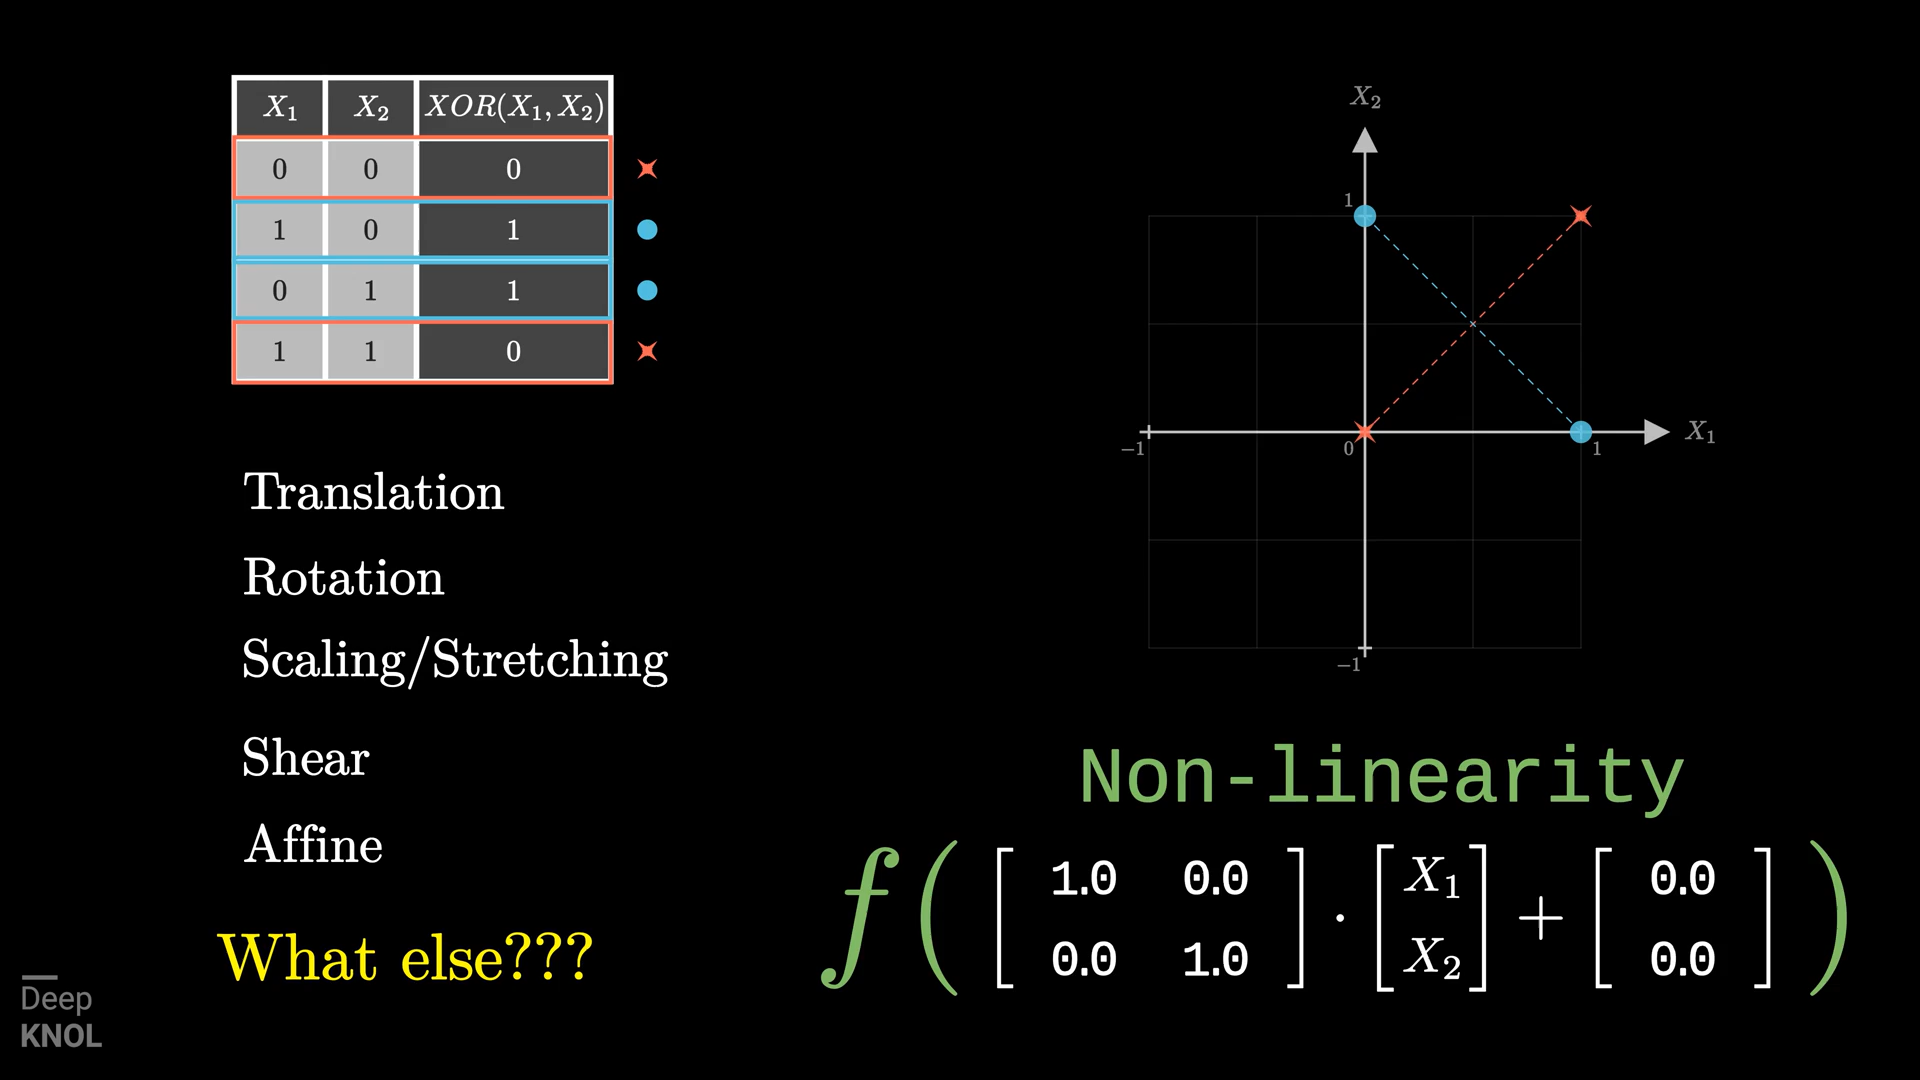 X₁ X₂ XOR(X₁, X₂)
0 0 0
1 0 1
0 1 1
1 1 0
X₂
1
X₁
−1 0 1
−1
Translation
Rotation
Scaling/Stretching
Shear
Affine
What else???
Non-linearity
f ( [ 1.0 0.0 ] · [ X₁ ] + [ 0.0 ] )
0.0 1.0 X₂ 0.0
Deep
KNOL